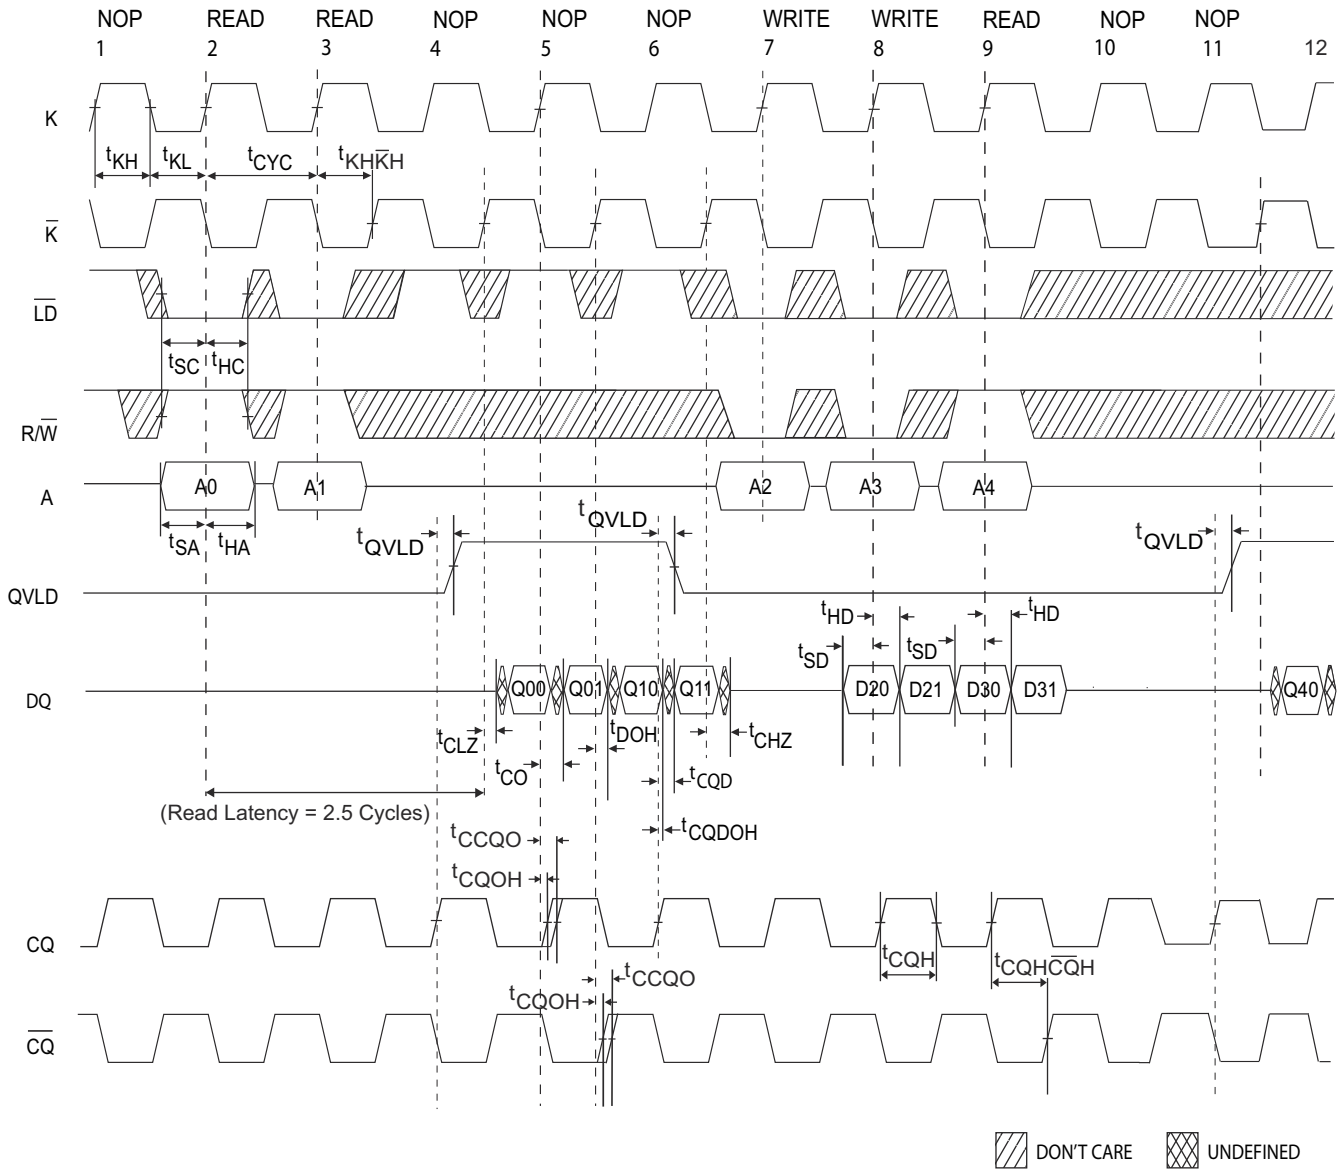 NOP READ READ NOP NOP NOP WRITE WRITE READ NOP NOP
1 2 3 4 5 6 7 8 9 10 11 12
K
tKH tKL tCYC tKHK̅H
K̅
L̅D̅
tSC tHC
R/W̅
A A0 A1 A2 A3 A4
tSA tHA tQVLD tQVLD tQVLD
QVLD
tHD tHD
tSD tSD
DQ Q00 Q01 Q10 Q11 D20 D21 D30 D31 Q40
tCLZ tDOH tCHZ
tCO tCQD
(Read Latency = 2.5 Cycles)
tCCQO tCQDOH
tCQOH
CQ tCQH tCQHC̅Q̅H
tCCQO
tCQOH
C̅Q̅
DON'T CARE UNDEFINED